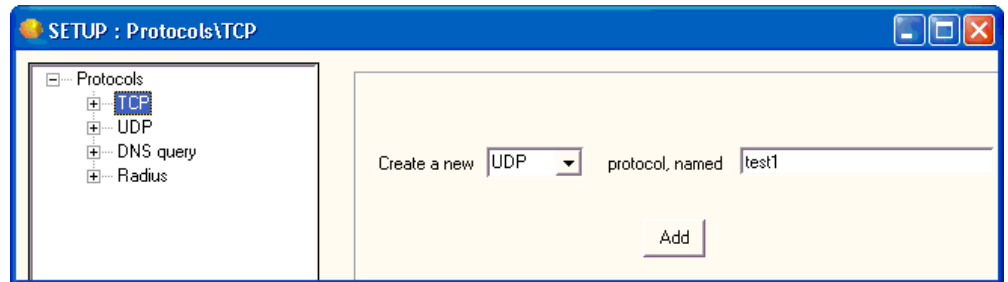 SETUP : Protocols\TCP
Protocols
TCP
UDP
DNS query
Radius
Create a new UDP protocol, named test1
Add